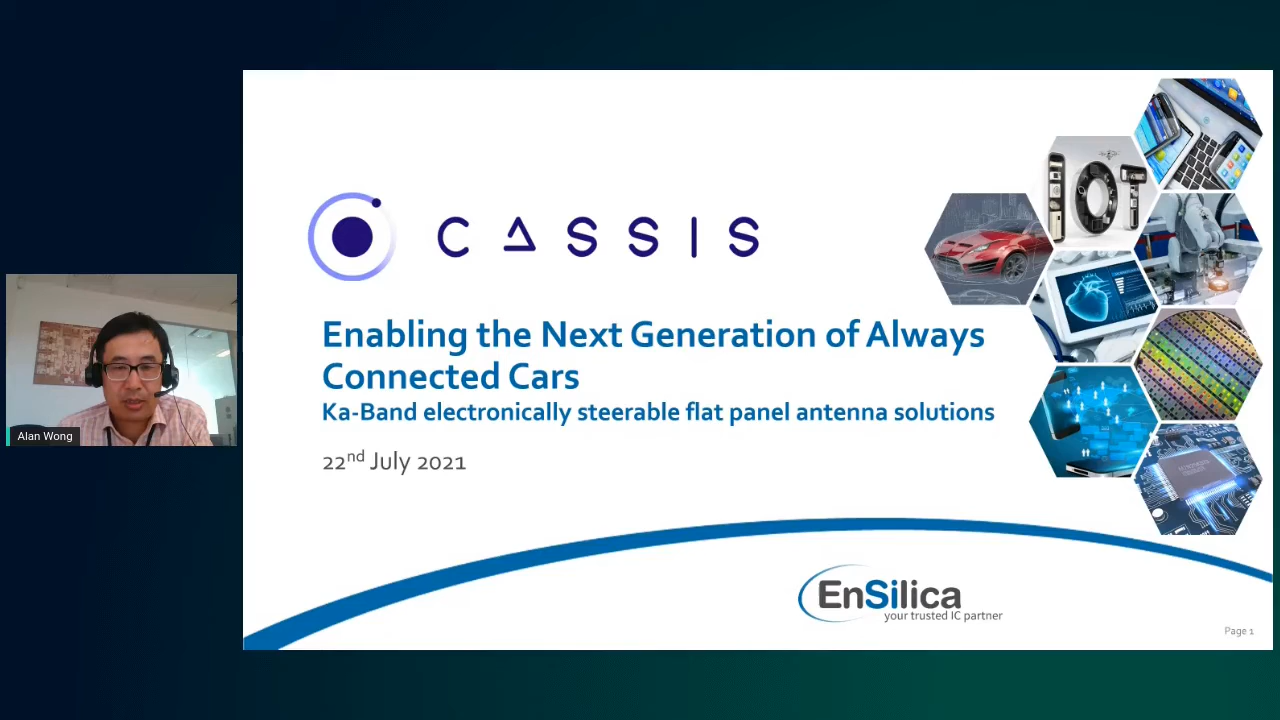 CASSIS
IOT
Enabling the Next Generation of Always
Connected Cars
Ka-Band electronically steerable flat panel antenna solutions
22nd July 2021
Alan Wong
EnSilica
your trusted IC partner
Page 1